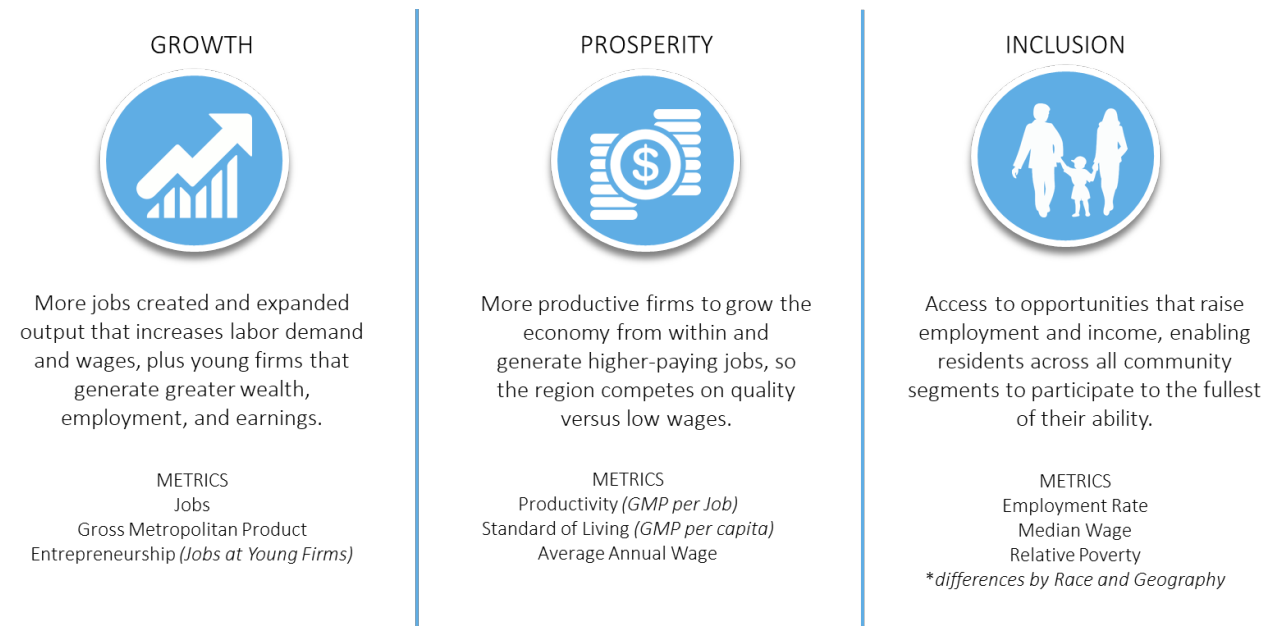 GROWTH
More jobs created and expanded
output that increases labor demand
and wages, plus young firms that
generate greater wealth,
employment, and earnings.
METRICS
Jobs
Gross Metropolitan Product
Entrepreneurship (Jobs at Young Firms)
PROSPERITY
$
More productive firms to grow the
economy from within and
generate higher-paying jobs, so
the region competes on quality
versus low wages.
METRICS
Productivity (GMP per Job)
Standard of Living (GMP per capita)
Average Annual Wage
INCLUSION
Access to opportunities that raise
employment and income, enabling
residents across all community
segments to participate to the fullest
of their ability.
METRICS
Employment Rate
Median Wage
Relative Poverty
*differences by Race and Geography